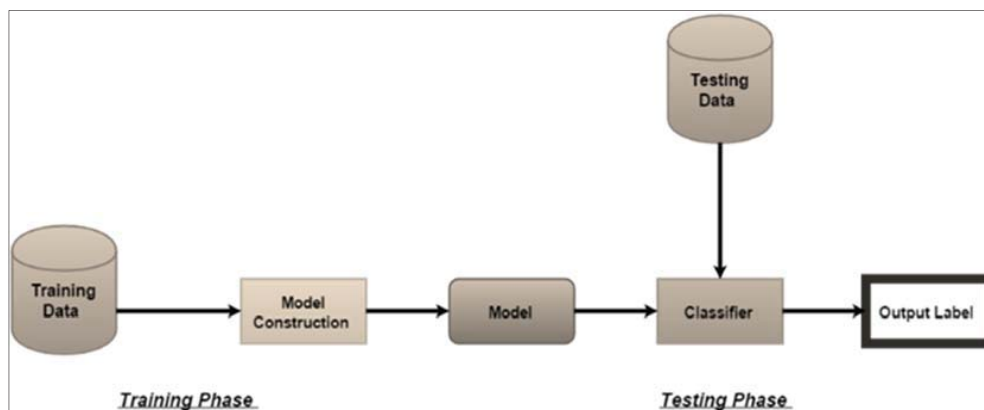 Testing
Data
Training
Data
Model
Construction
Model
Classifier
Output Label
Training Phase
Testing Phase